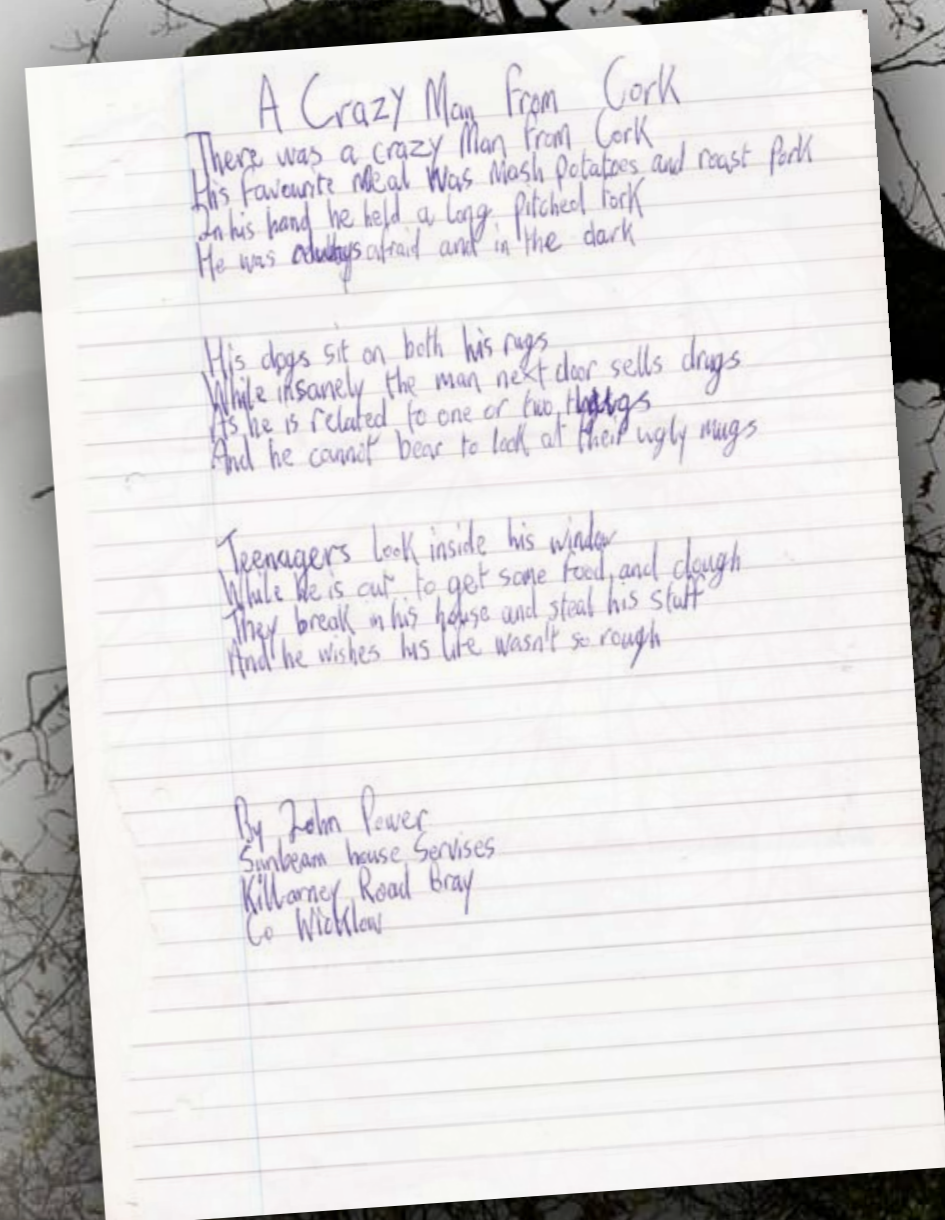 A Crazy Man From Cork
There was a crazy Man From Cork
His Favourite Meal Was Mash Potatoes and roast Pork
In his hand he held a long pitched Fork
He was always afraid and in the dark
His dogs sit on both his rugs
While insanely the man next door sells drugs
As he is related to one or two thugs
And he cannot bear to look at their ugly mugs
Teenagers Look inside his window
While he is out to get some food and dough
They break in his house and steal his stuff
And he wishes his life wasn't so rough
By John Power
Sunbeam house Servises
Killarney Road Bray
Co Wicklow